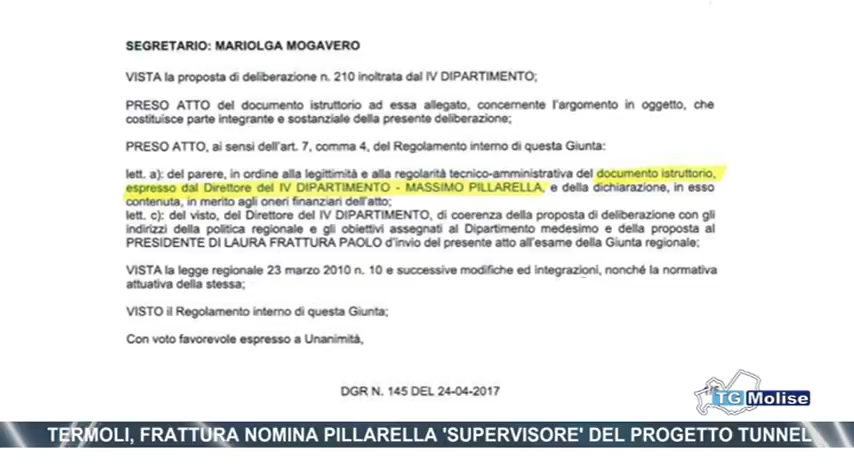 SEGRETARIO: MARIOLGA MOGAVERO
VISTA la proposta di deliberazione n. 210 inoltrata dal IV DIPARTIMENTO;
PRESO ATTO del documento istruttorio ad essa allegato, concernente l'argomento in oggetto, che
costituisce parte integrante e sostanziale della presente deliberazione;
PRESO ATTO, ai sensi dell'art. 7, comma 4, del Regolamento interno di questa Giunta:
lett. a): del parere, in ordine alla legittimità e alla regolarità tecnico-amministrativa del documento istruttorio,
espresso dal Direttore del IV DIPARTIMENTO - MASSIMO PILLARELLA, e della dichiarazione, in esso
contenuta, in merito agli oneri finanziari dell'atto;
lett. c): del visto, del Direttore del IV DIPARTIMENTO, di coerenza della proposta di deliberazione con gli
indirizzi della politica regionale e gli obiettivi assegnati al Dipartimento medesimo e della proposta al
PRESIDENTE DI LAURA FRATTURA PAOLO d'invio del presente atto all'esame della Giunta regionale;
VISTA la legge regionale 23 marzo 2010 n. 10 e successive modifiche ed integrazioni, nonché la normativa
attuativa della stessa;
VISTO il Regolamento interno di questa Giunta;
Con voto favorevole espresso a Unanimità,
DGR N. 145 DEL 24-04-2017
TG Molise
TERMOLI, FRATTURA NOMINA PILLARELLA 'SUPERVISORE' DEL PROGETTO TUNNEL